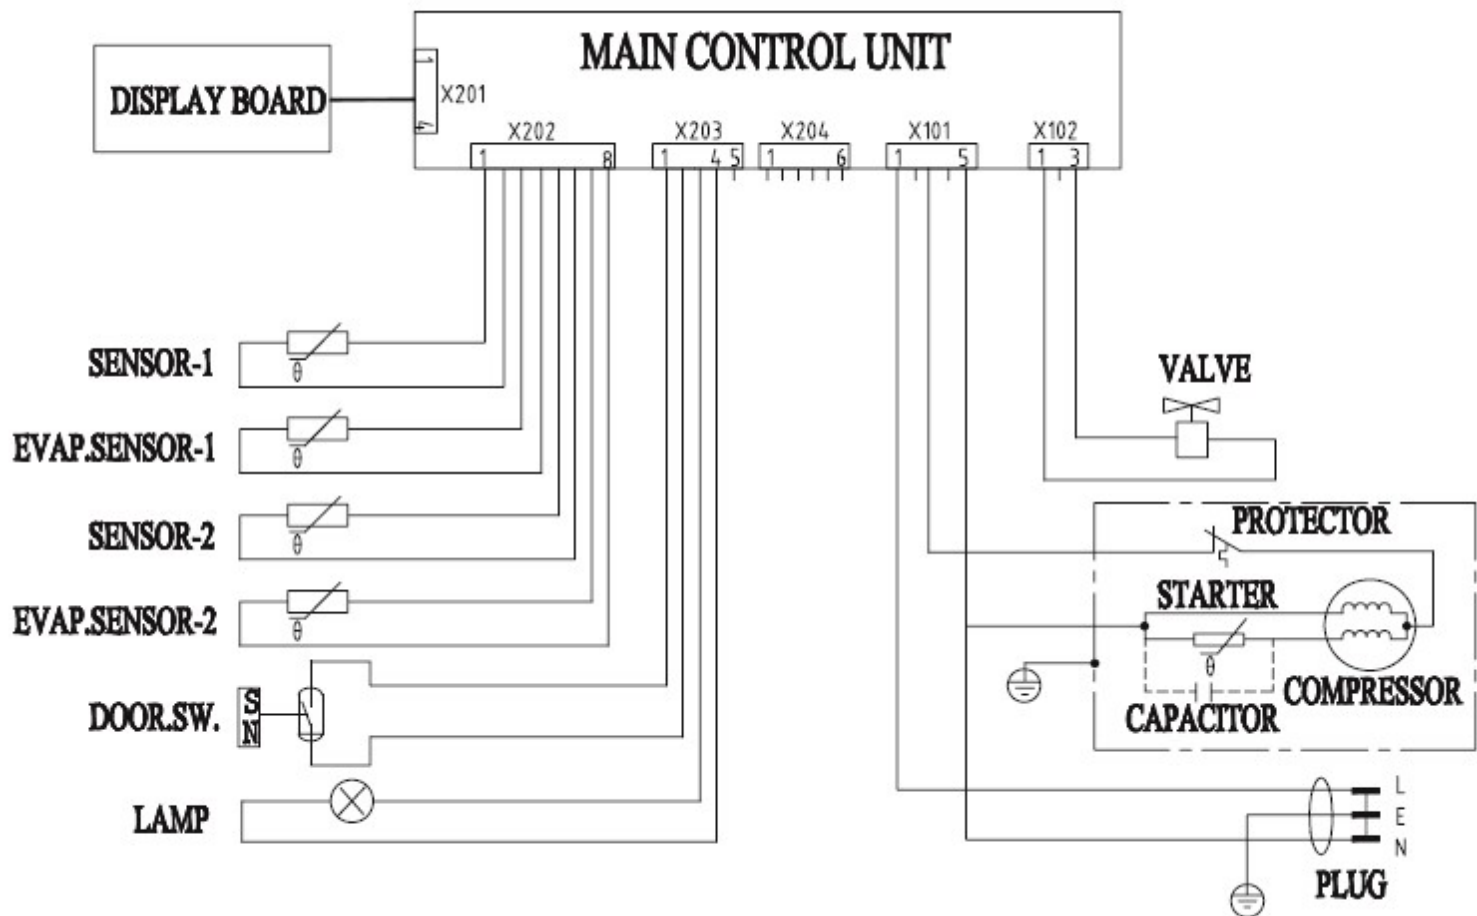 MAIN CONTROL UNIT
DISPLAY BOARD
1
X201
4
X202
1 8
X203
1 4 5
X204
1 6
X101
1 5
X102
1 3
SENSOR-1
θ
EVAP.SENSOR-1
θ
SENSOR-2
θ
EVAP.SENSOR-2
θ
DOOR.SW.
S
N
LAMP
VALVE
PROTECTOR
STARTER
θ
COMPRESSOR
CAPACITOR
L
E
N
PLUG